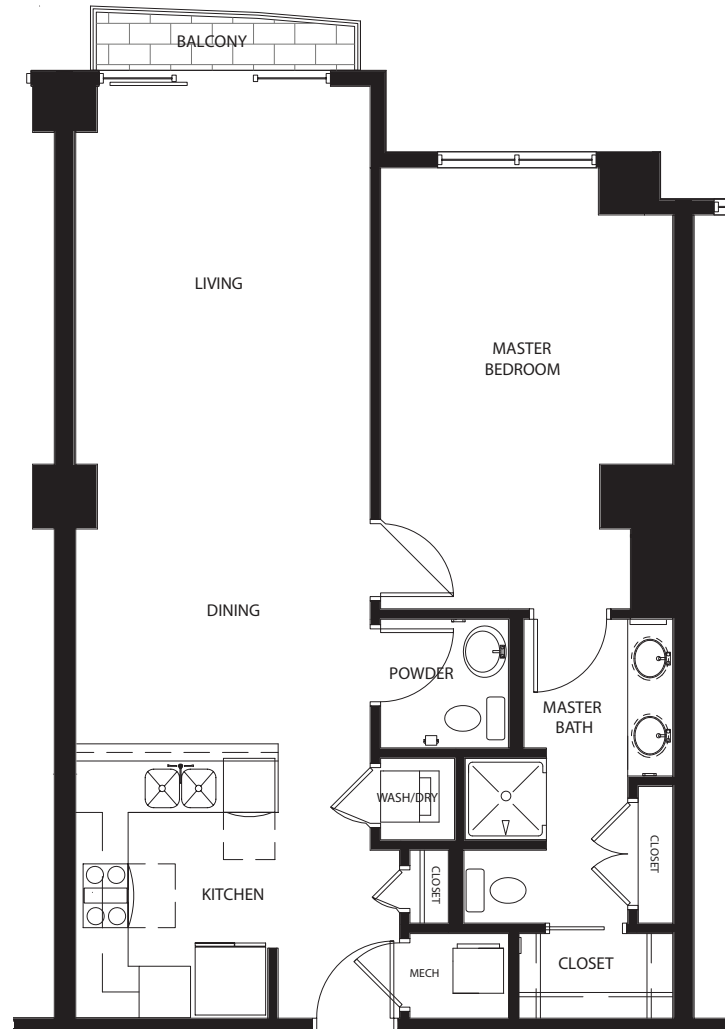 BALCONY
LIVING
MASTER
BEDROOM
DINING
POWDER
MASTER
BATH
WASH/DRY
CLOSET
CLOSET
KITCHEN
CLOSET
MECH